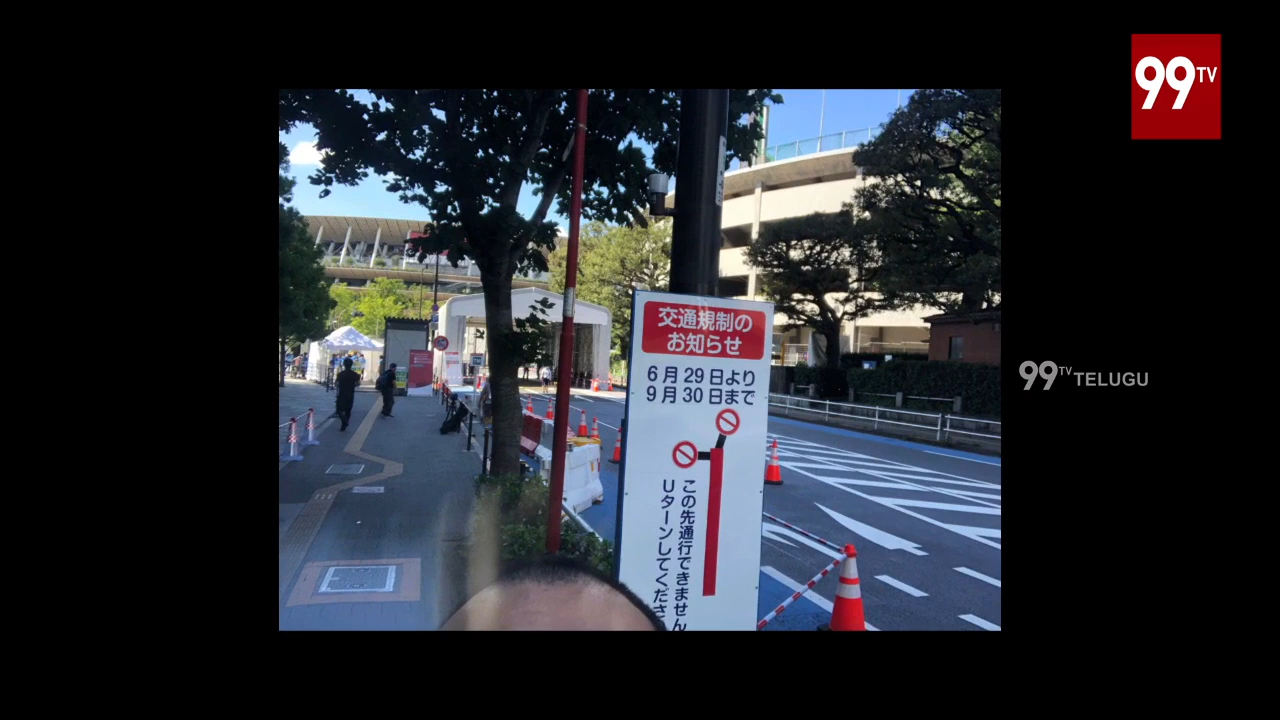 99TV
交通規制の
お知らせ
6月29日より
9月30日まで
この先通行できません
Uターンしてくださ
99TV TELUGU